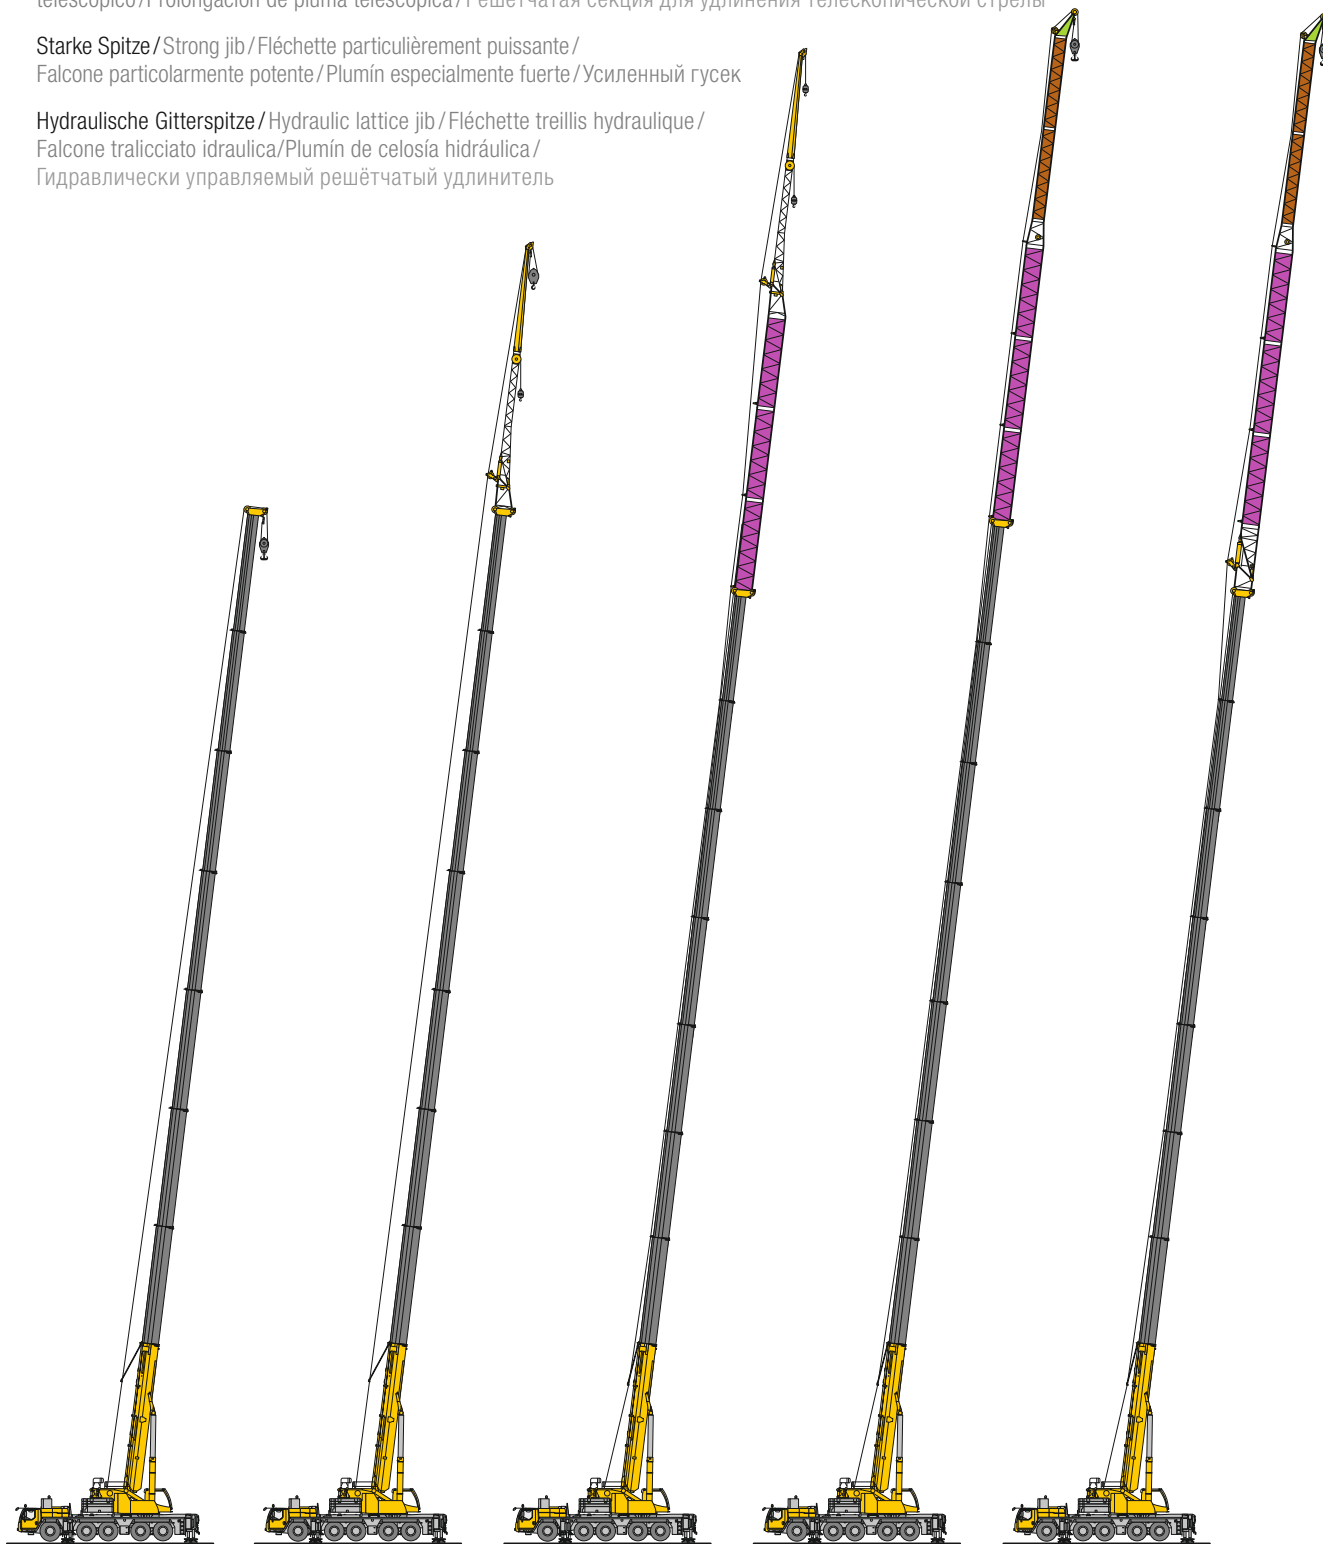 telescopico/Prolongación de pluma telescópica/Решётчатая секция для удлинения телескопической стрелы
Starke Spitze/Strong jib/Fléchette particulièrement puissante/
Falcone particolarmente potente/Plumín especialmente fuerte/Усиленный гусек
Hydraulische Gitterspitze/Hydraulic lattice jib/Fléchette treillis hydraulique/
Falcone tralicciato idraulica/Plumín de celosía hidráulica/
Гидравлически управляемый решётчатый удлинитель